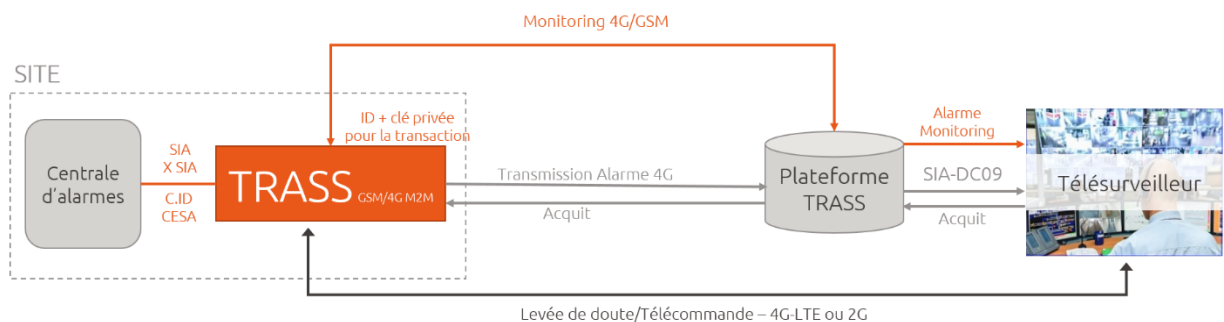 Monitoring 4G/GSM
SITE
Centrale
d'alarmes
SIA
X SIA
C.ID
CESA
ID + clé privée
pour la transaction
TRASS GSM/4G M2M
Transmission Alarme 4G
Acquit
Plateforme
TRASS
Alarme
Monitoring
SIA-DC09
Acquit
Télésurveilleur
Levée de doute/Télécommande – 4G-LTE ou 2G